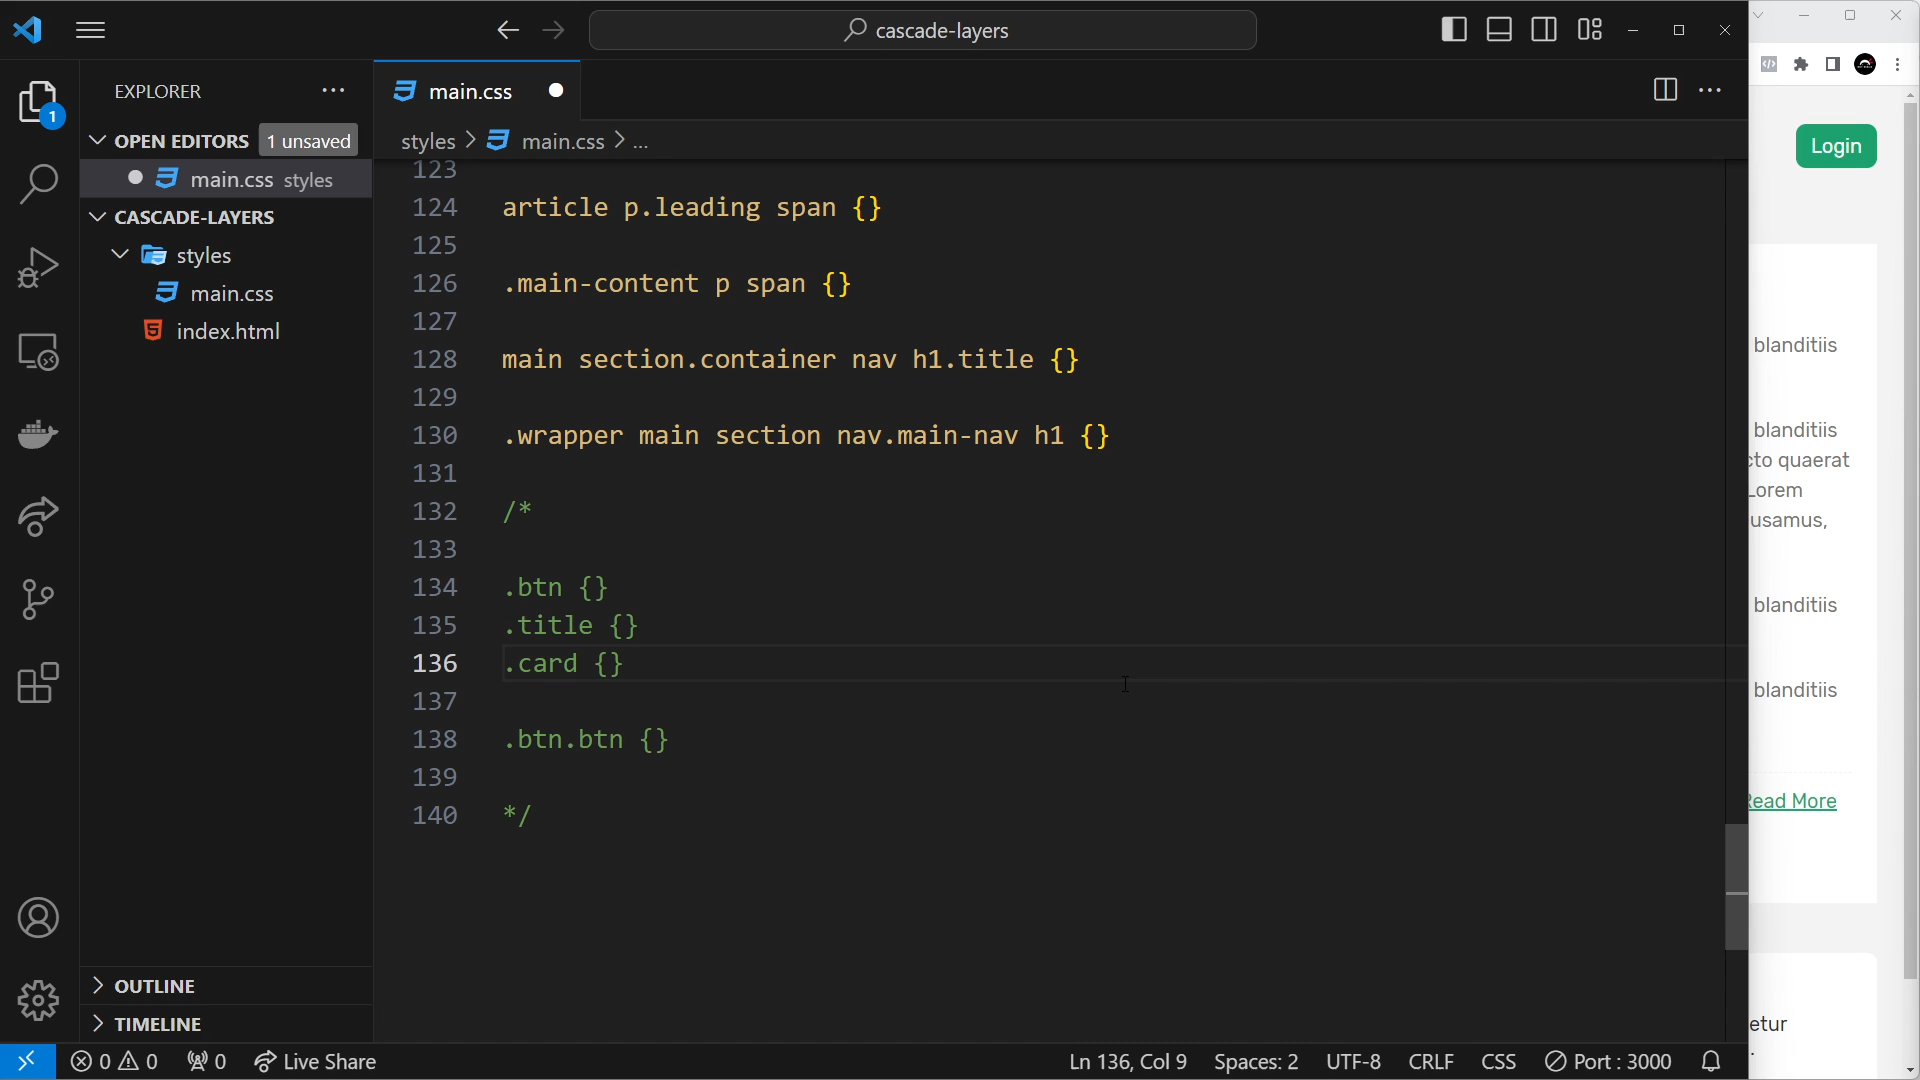 cascade-layers
EXPLORER
OPEN EDITORS 1 unsaved
main.css styles
CASCADE-LAYERS
styles
main.css
index.html
OUTLINE
TIMELINE
1
main.css
styles > main.css > ...
123
124 article p.leading span {}
125
126 .main-content p span {}
127
128 main section.container nav h1.title {}
129
130 .wrapper main section nav.main-nav h1 {}
131
132 /*
133
134 .btn {}
135 .title {}
136 .card {}
137
138 .btn.btn {}
139
140 */
Login
blanditiis
blanditiis
cto quaerat
Lorem
usamus,
blanditiis
blanditiis
Read More
etur
.
0 0 0 Live Share Ln 136, Col 9 Spaces: 2 UTF-8 CRLF CSS Port : 3000